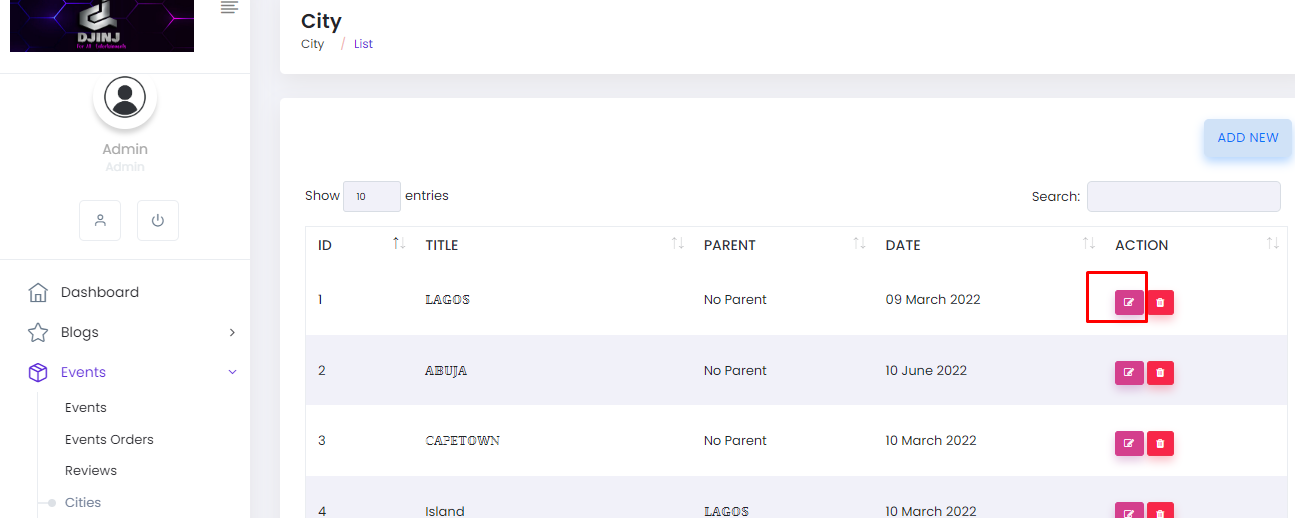 DJINJ
City
City / List
Admin
Admin
Dashboard
Blogs
Events
Events
Events Orders
Reviews
Cities
ADD NEW
Show 10 entries
Search:
ID TITLE PARENT DATE ACTION
1 LAGOS No Parent 09 March 2022
2 ABUJA No Parent 10 June 2022
3 CAPETOWN No Parent 10 March 2022
4 Island LAGOS 10 March 2022